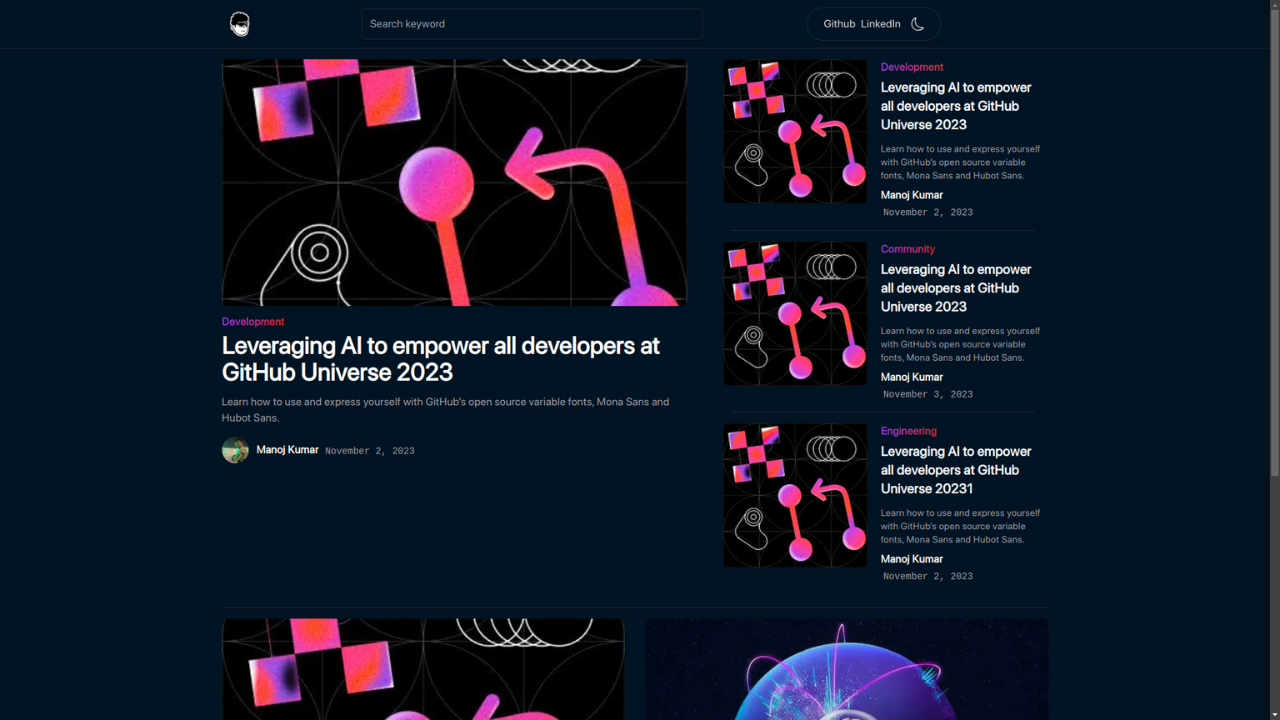 Search keyword
Github LinkedIn
Development
Leveraging AI to empower all developers at
GitHub Universe 2023
Learn how to use and express yourself with GitHub's open source variable fonts, Mona Sans and
Hubot Sans.
Manoj Kumar November 2, 2023
Development
Leveraging AI to empower
all developers at GitHub
Universe 2023
Learn how to use and express yourself
with GitHub's open source variable
fonts, Mona Sans and Hubot Sans.
Manoj Kumar
November 2, 2023
Community
Leveraging AI to empower
all developers at GitHub
Universe 2023
Learn how to use and express yourself
with GitHub's open source variable
fonts, Mona Sans and Hubot Sans.
Manoj Kumar
November 3, 2023
Engineering
Leveraging AI to empower
all developers at GitHub
Universe 20231
Learn how to use and express yourself
with GitHub's open source variable
fonts, Mona Sans and Hubot Sans.
Manoj Kumar
November 2, 2023